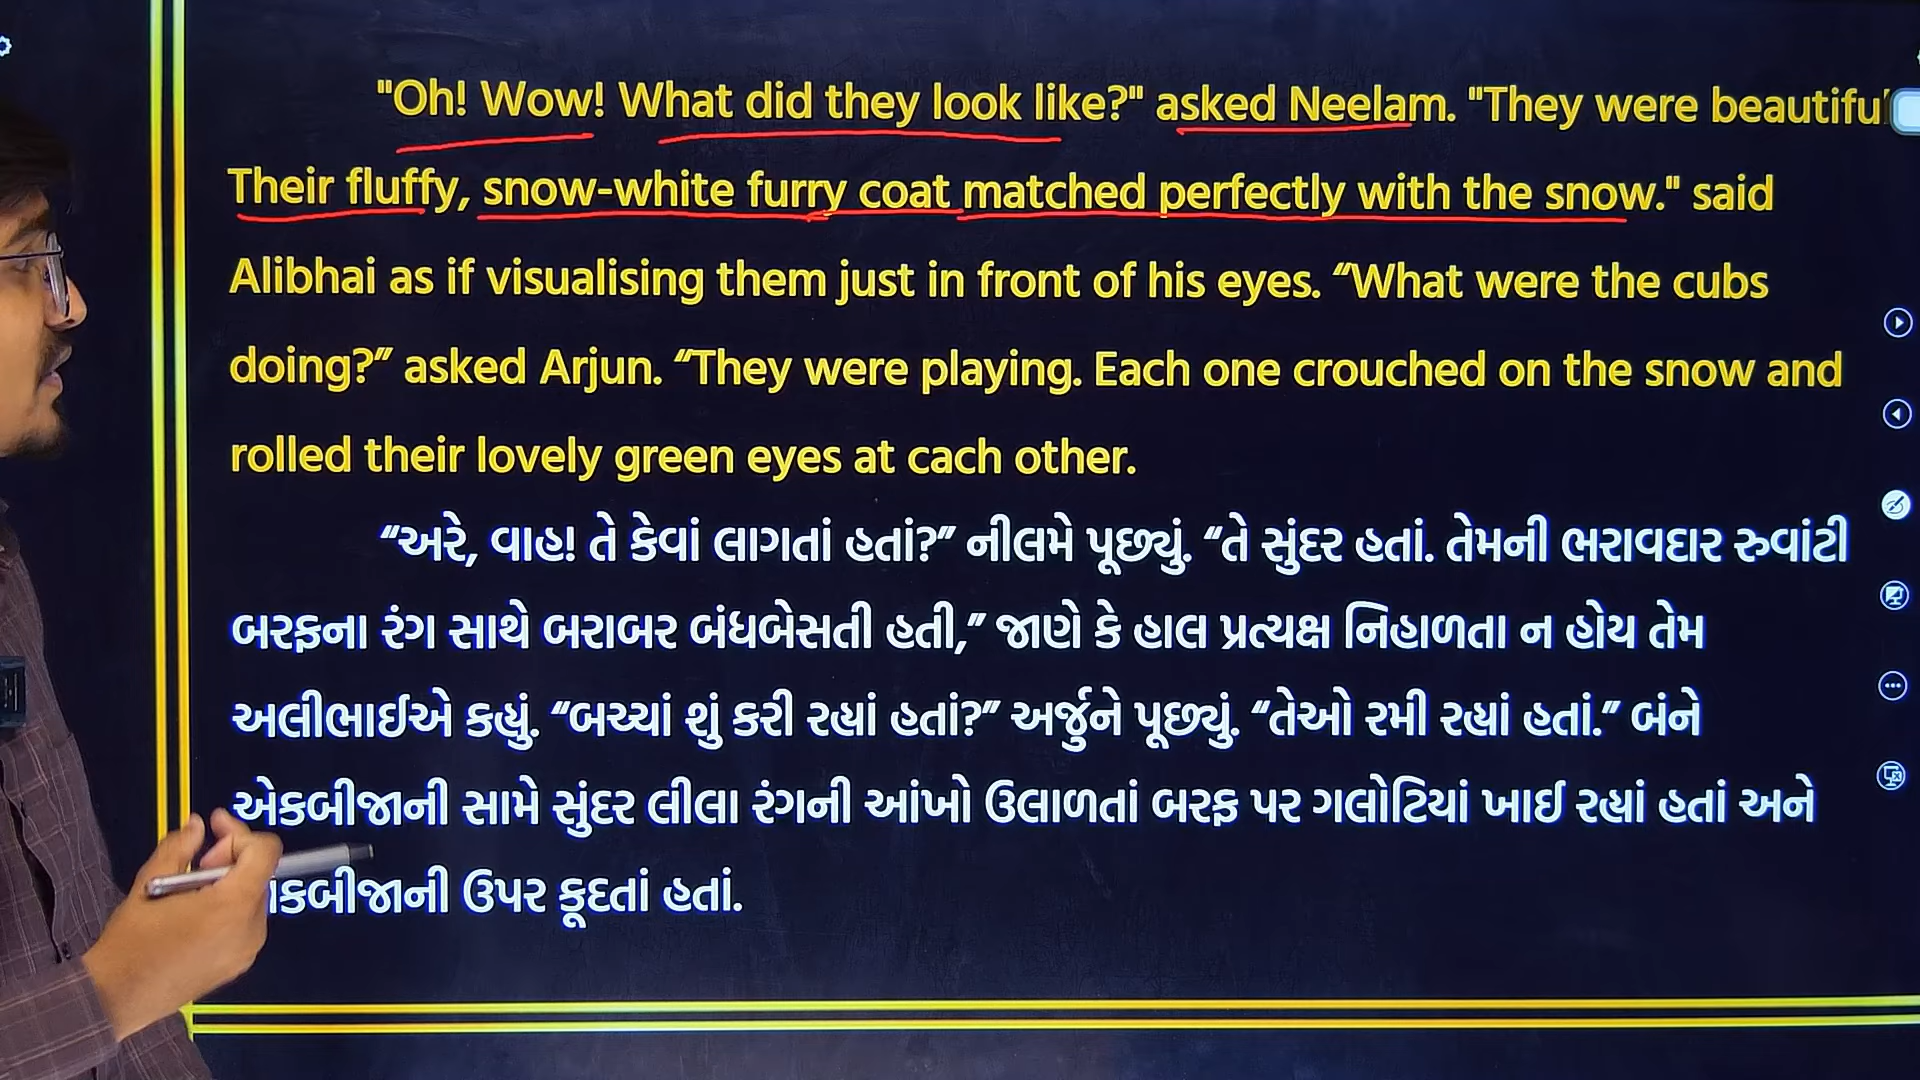 "Oh! Wow! What did they look like?" asked Neelam. "They were beautiful
Their fluffy, snow-white furry coat matched perfectly with the snow." said
Alibhai as if visualising them just in front of his eyes. “What were the cubs
doing?” asked Arjun. “They were playing. Each one crouched on the snow and
rolled their lovely green eyes at cach other.
“અરે, વાહ! તે કેવાં લાગતાં હતાં?” નીલમે પૂછ્યું. “તે સુંદર હતાં. તેમની ભરાવદાર રુવાંટી
બરફના રંગ સાથે બરાબર બંધબેસતી હતી,” જાણે કે હાલ પ્રત્યક્ષ નિહાળતા ન હોય તેમ
અલીભાઈએ કહ્યું. “બચ્ચાં શું કરી રહ્યાં હતાં?” અર્જુને પૂછ્યું. “તેઓ રમી રહ્યાં હતાં.” બંને
એકબીજાની સામે સુંદર લીલા રંગની આંખો ઉલાળતાં બરફ પર ગલોટિયાં ખાઈ રહ્યાં હતાં અને
ઉપર કૂદતાં હતાં.